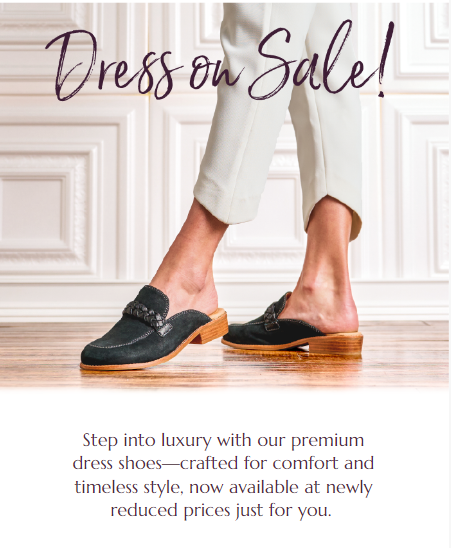 Dress on Sale!
Step into luxury with our premium
dress shoes—crafted for comfort and
timeless style, now available at newly
reduced prices just for you.